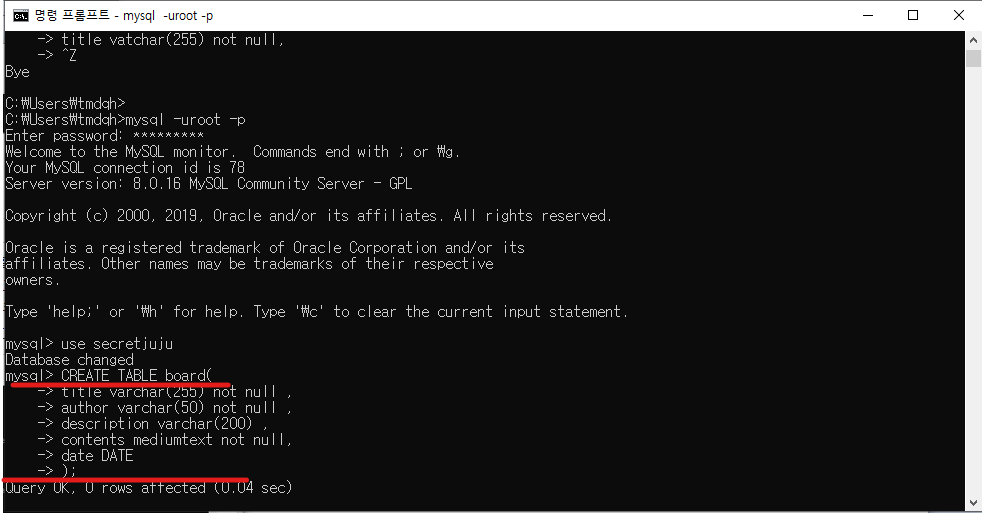 명령 프롬프트 - mysql  -uroot -p
    -> title vatchar(255) not null,
    -> ^Z
Bye
C:₩Users₩tmdqh>
C:₩Users₩tmdqh>mysql -uroot -p
Enter password: *********
Welcome to the MySQL monitor.  Commands end with ; or ₩g.
Your MySQL connection id is 78
Server version: 8.0.16 MySQL Community Server - GPL
Copyright (c) 2000, 2019, Oracle and/or its affiliates. All rights reserved.
Oracle is a registered trademark of Oracle Corporation and/or its
affiliates. Other names may be trademarks of their respective
owners.
Type 'help;' or '₩h' for help. Type '₩c' to clear the current input statement.
mysql> use secretjuju
Database changed
mysql> CREATE TABLE board(
    -> title varchar(255) not null ,
    -> author varchar(50) not null ,
    -> description varchar(200) ,
    -> contents mediumtext not null,
    -> date DATE
    -> );
Query OK, 0 rows affected (0.04 sec)